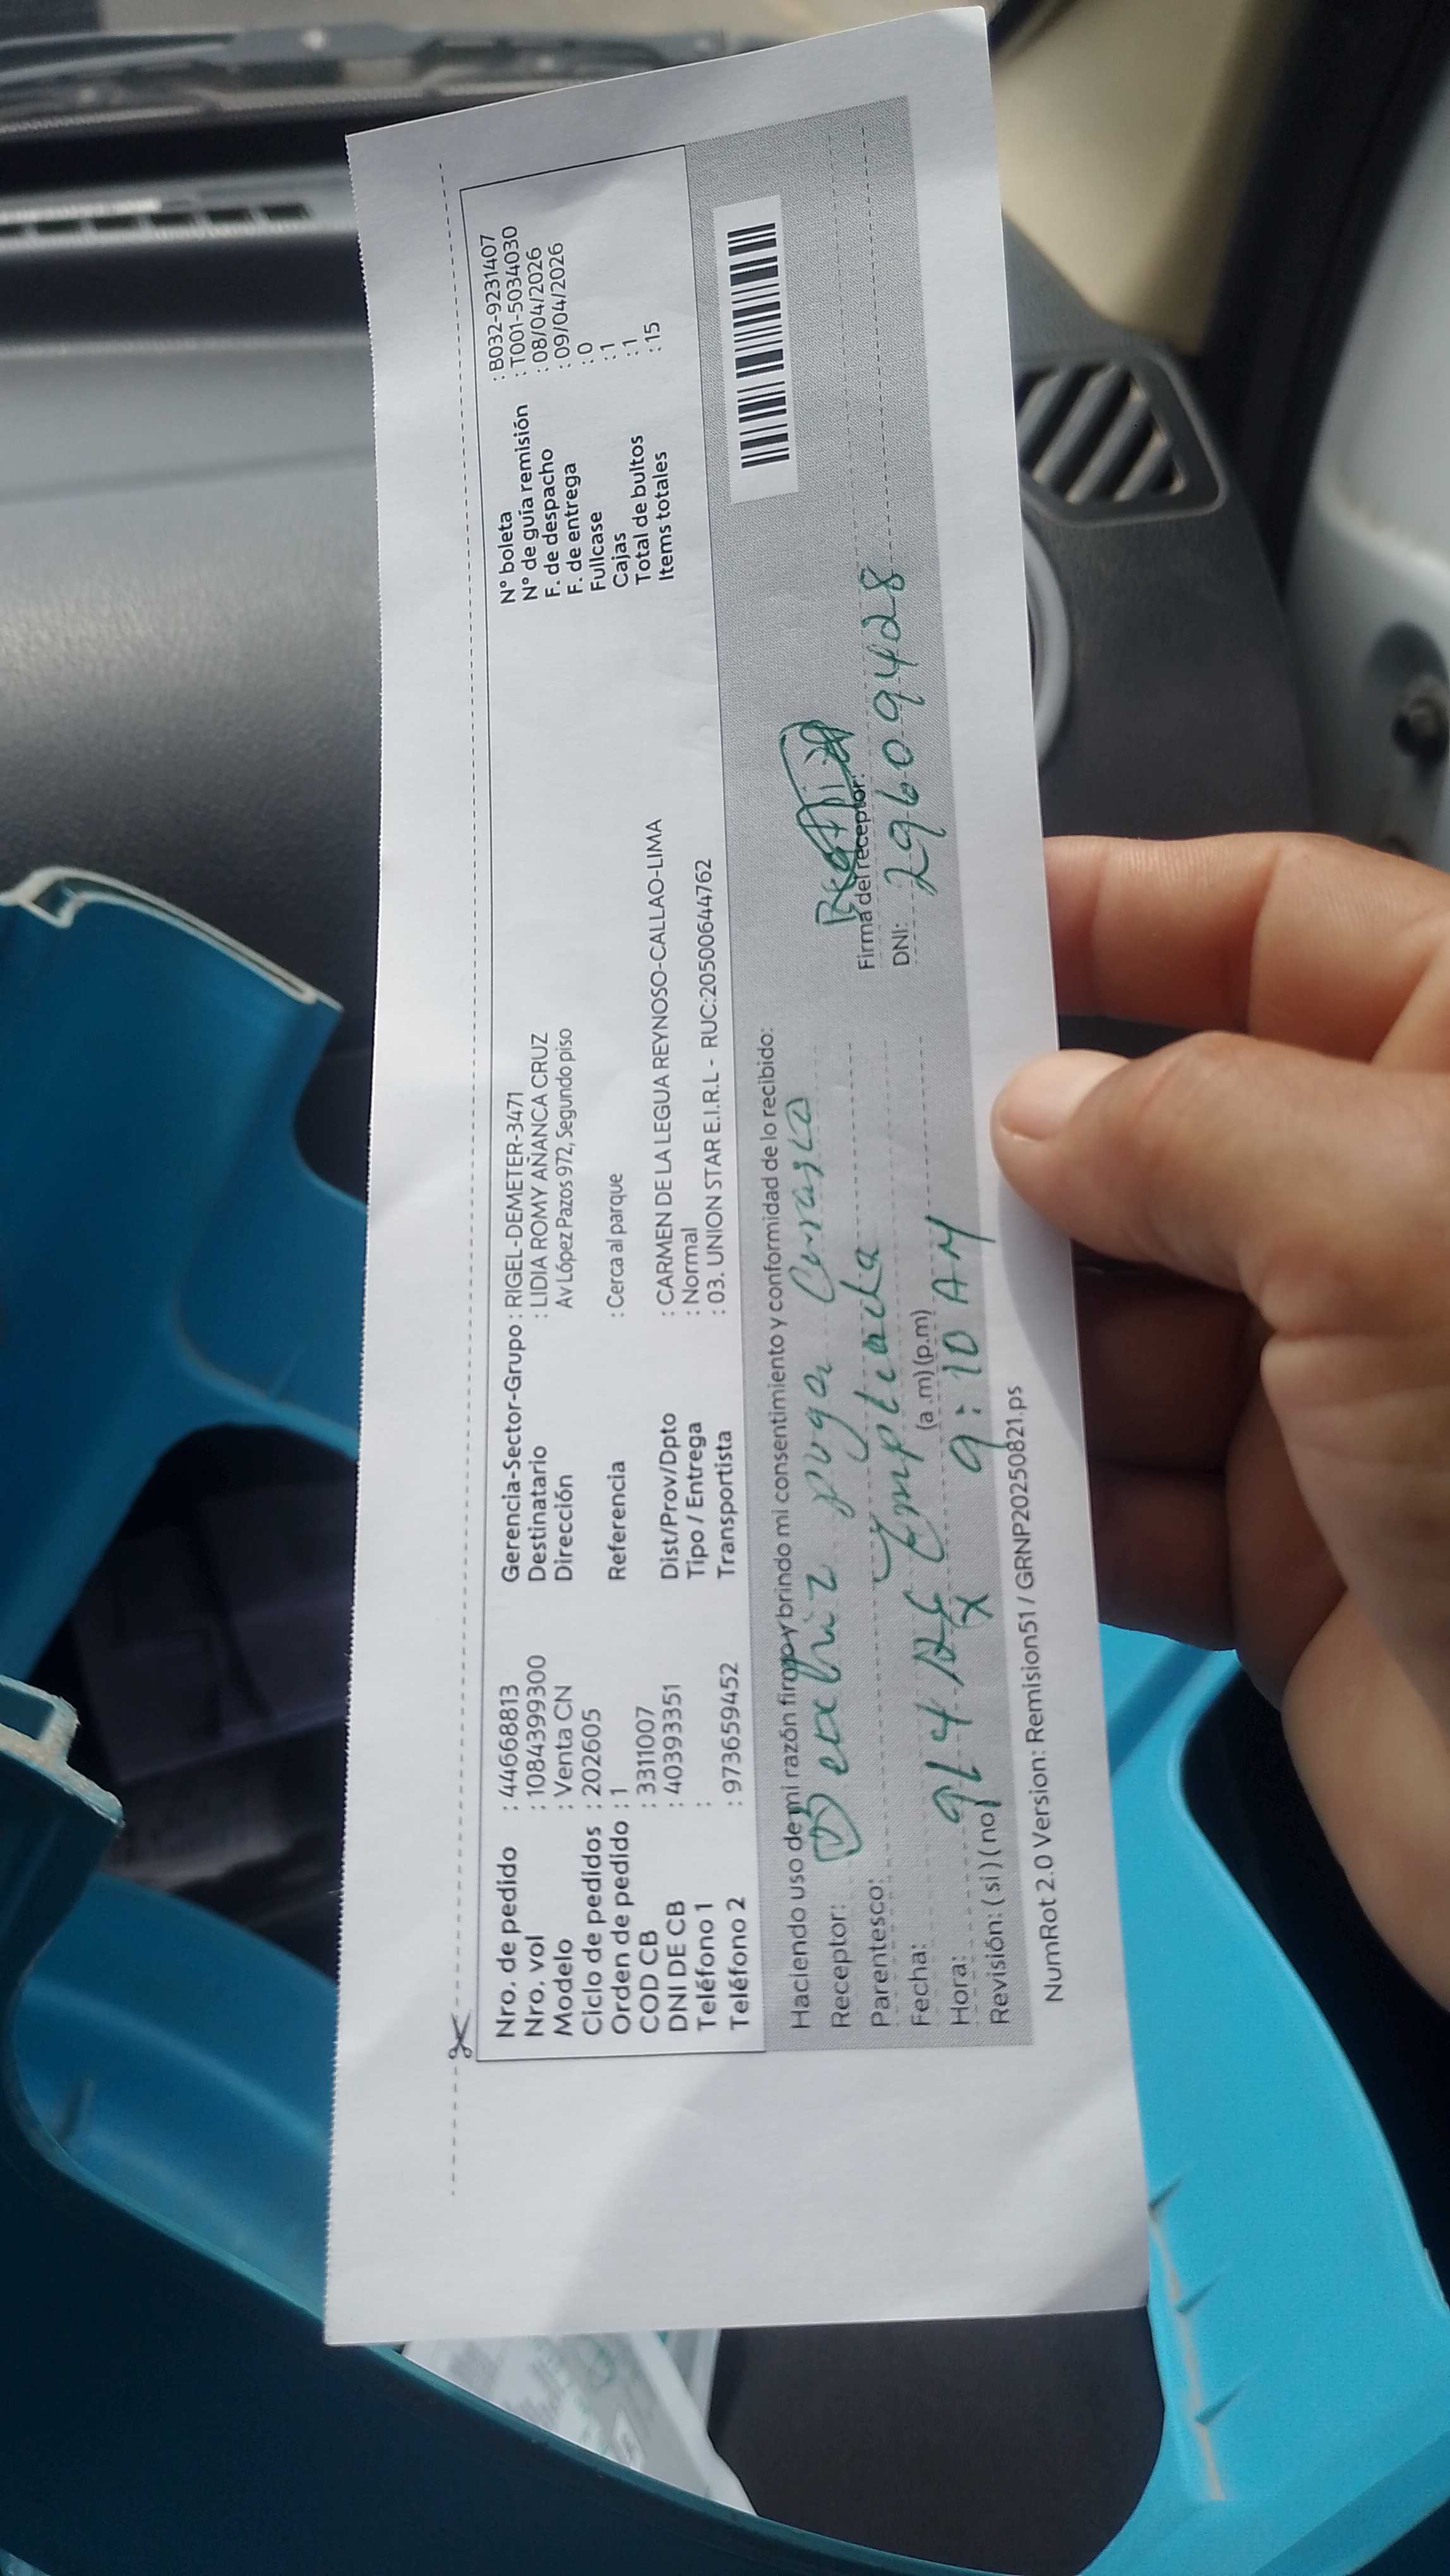 Nro. de pedido : 44668813
Nro. vol : 1084399300
Modelo : Venta CN
Ciclo de pedidos : 202605
Orden de pedido : 1
COD CB : 3311007
DNI DE CB : 40393351
Teléfono 1 :
Teléfono 2 : 973659452
Gerencia-Sector-Grupo : RIGEL-DEMETER-3471
Destinatario : LIDIA ROMY AÑANCA CRUZ
Dirección Av López Pazos 972, Segundo piso
Referencia : Cerca al parque
Dist/Prov/Dpto : CARMEN DE LA LEGUA REYNOSO-CALLAO-LIMA
Tipo / Entrega : Normal
Transportista : 03. UNION STAR E.I.R.L - RUC:20500644762
N° boleta : B032-9231407
N° de guía remisión : T001-5034030
F. de despacho : 08/04/2026
F. de entrega : 09/04/2026
Fullcase : 0
Cajas : 1
Total de bultos : 1
Items totales : 15
Haciendo uso de mi razón firmo y brindo mi consentimiento y conformidad de lo recibido:
Receptor: puga
Parentesco: Empleada
Fecha: 9/4/26 (a .m) (p.m)
Hora: 9:10 AM
Revisión: ( si ) ( no )
Firma del receptor:
DNI: 29609428
NumRot 2.0 Version: Remision51 / GRNP20250821.ps